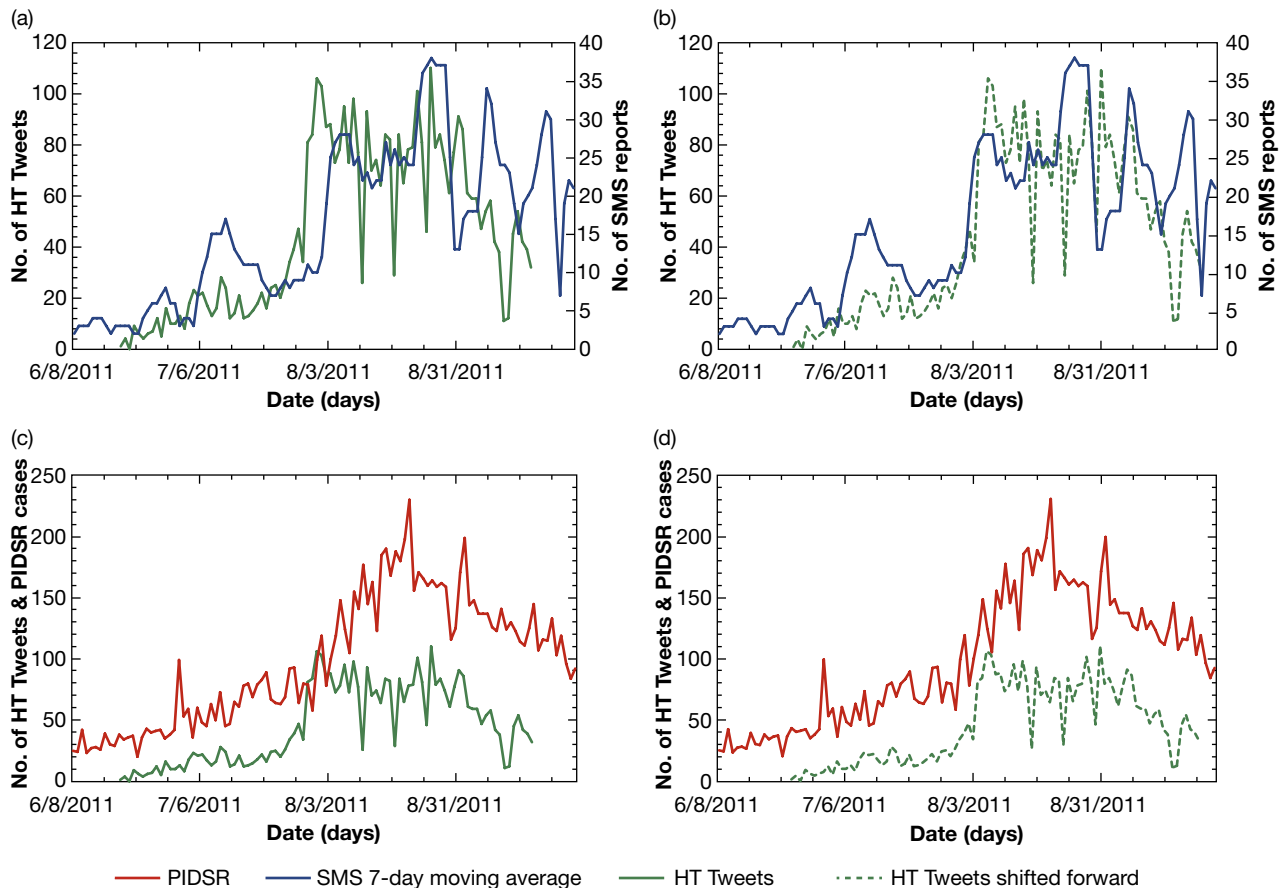 (a)
120
100
80
60
40
20
0
No. of HT Tweets
40
35
30
25
20
15
10
5
0
No. of SMS reports
6/8/2011 7/6/2011 8/3/2011 8/31/2011
Date (days)
(b)
120
100
80
60
40
20
0
No. of HT Tweets
40
35
30
25
20
15
10
5
0
No. of SMS reports
6/8/2011 7/6/2011 8/3/2011 8/31/2011
Date (days)
(c)
250
200
150
100
50
0
No. of HT Tweets & PIDSR cases
6/8/2011 7/6/2011 8/3/2011 8/31/2011
Date (days)
(d)
250
200
150
100
50
0
No. of HT Tweets & PIDSR cases
6/8/2011 7/6/2011 8/3/2011 8/31/2011
Date (days)
PIDSR SMS 7-day moving average HT Tweets HT Tweets shifted forward